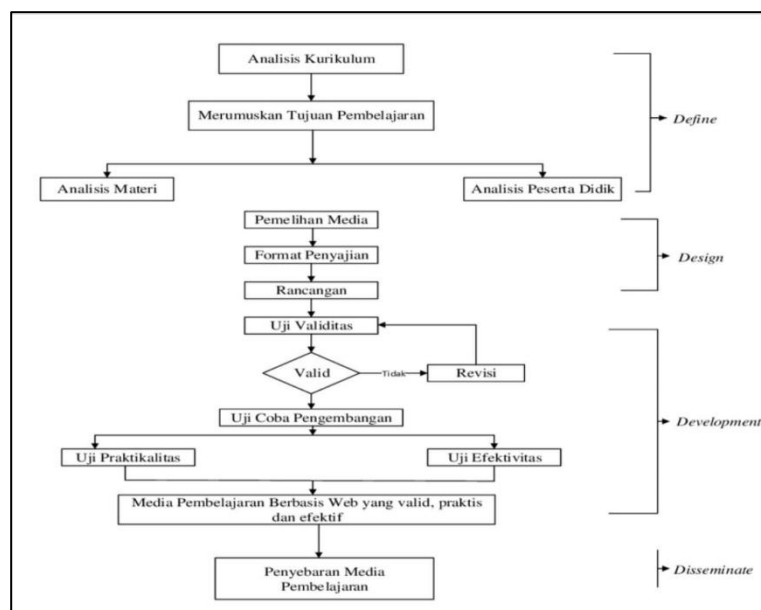 Analisis Kurikulum
Merumuskan Tujuan Pembelajaran
Define
Analisis Materi
Analisis Peserta Didik
Pemelihan Media
Format Penyajian
Design
Rancangan
Uji Validitas
Valid
Tidak
Revisi
Uji Coba Pengembangan
Development
Uji Praktikalitas
Uji Efektivitas
Media Pembelajaran Berbasis Web yang valid, praktis
dan efektif
Penyebaran Media
Pembelajaran
Disseminate